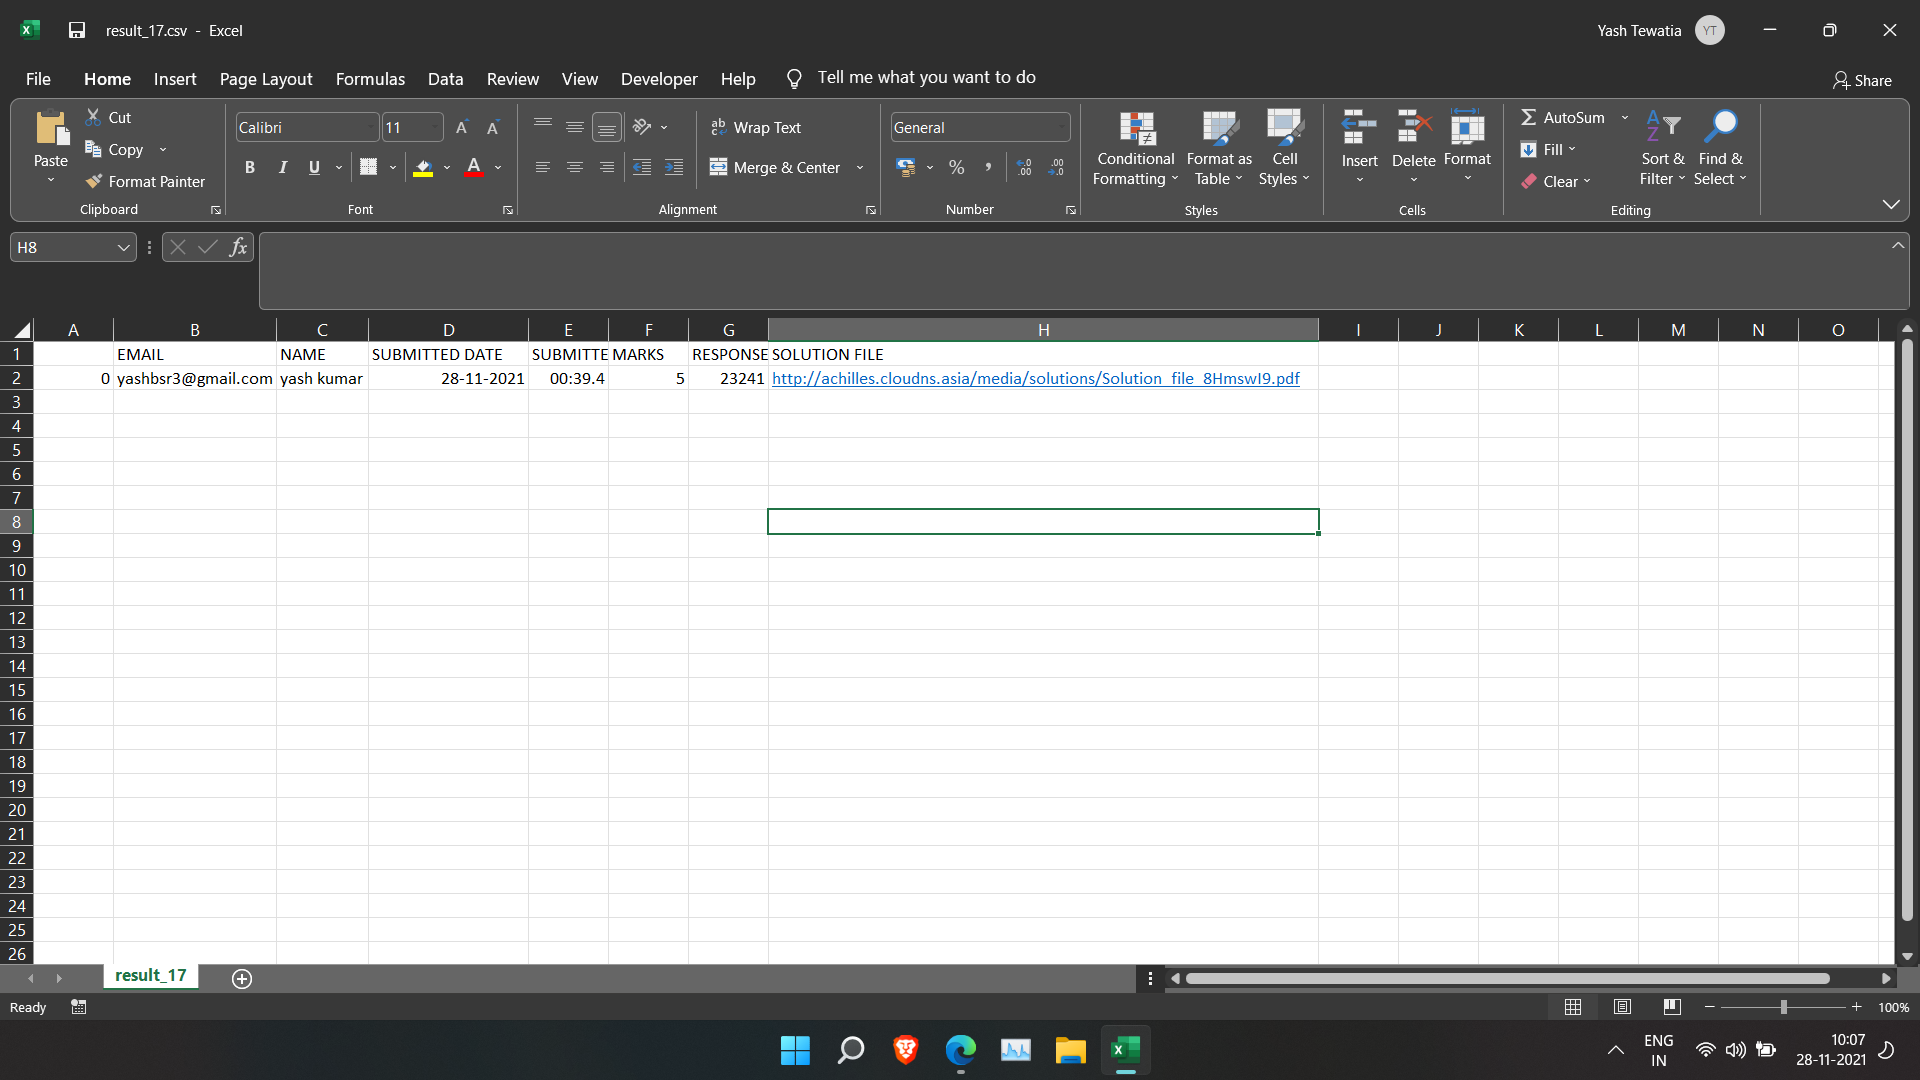 result_17.csv - Excel
Yash Tewatia YT
File Home Insert Page Layout Formulas Data Review View Developer Help Tell me what you want to do Share
Paste
Cut
Copy
Format Painter
Clipboard
Calibri 11
B I U A
Font
ab Wrap Text
Merge & Center
Alignment
General
% ,
Number
Conditional Formatting
Format as Table
Cell Styles
Styles
Insert Delete Format
Cells
AutoSum
Fill
Clear
Sort & Filter
Find & Select
Editing
H8 fx
A B C D E F G H I J K L M N O
1 EMAIL NAME SUBMITTED DATE SUBMITTE MARKS RESPONSE SOLUTION FILE
2 0 yashbsr3@gmail.com yash kumar 28-11-2021 00:39.4 5 23241 http://achilles.cloudns.asia/media/solutions/Solution_file_8HmswI9.pdf
3
4
5
6
7
8
9
10
11
12
13
14
15
16
17
18
19
20
21
22
23
24
25
26
result_17
Ready 100%
ENG
IN
10:07
28-11-2021